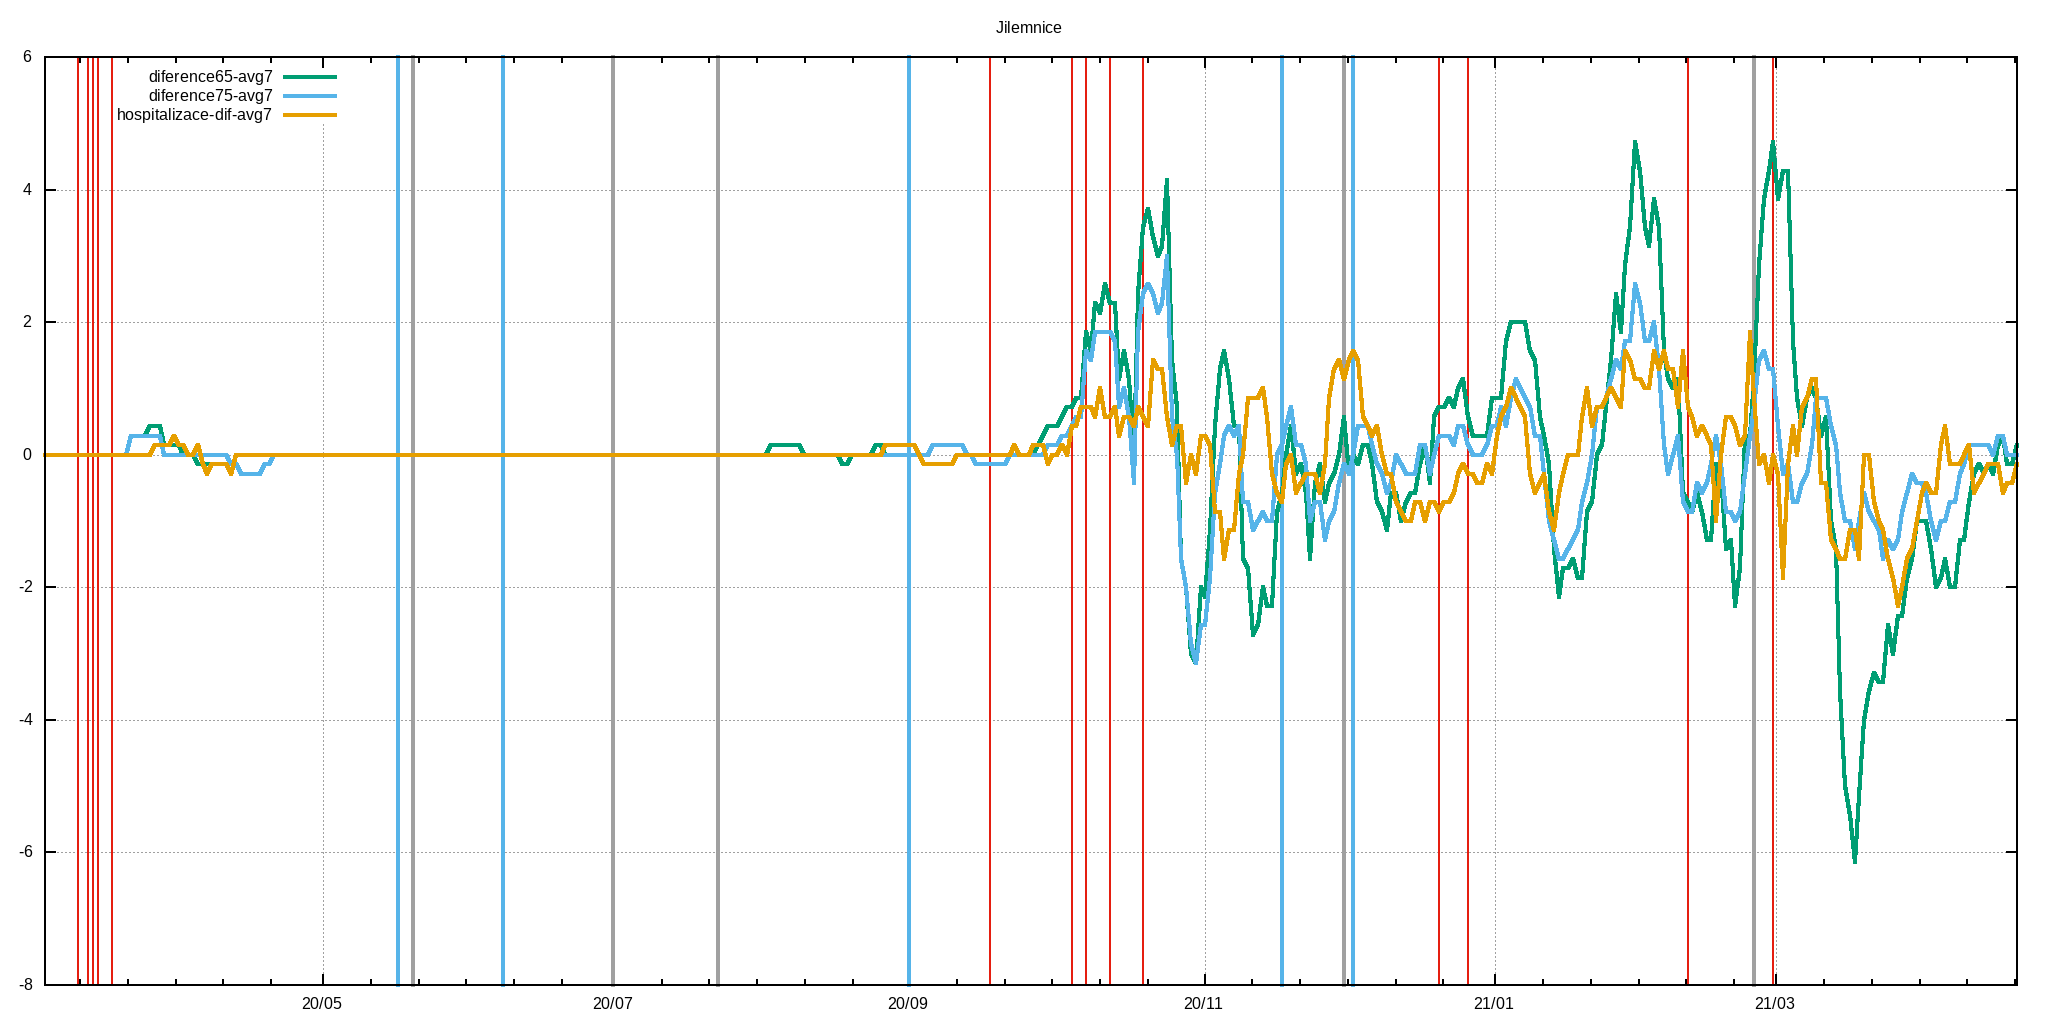 Jilemnice
diference65-avg7
diference75-avg7
hospitalizace-dif-avg7
6
4
2
0
-2
-4
-6
-8
20/05 20/07 20/09 20/11 21/01 21/03